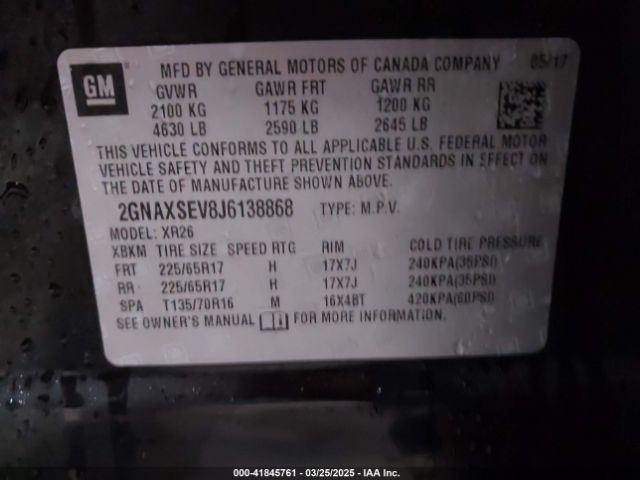 GM
MFD BY GENERAL MOTORS OF CANADA COMPANY 05/17
GVWR GAWR FRT GAWR RR
2100 KG 1175 KG 1200 KG
4630 LB 2590 LB 2645 LB
THIS VEHICLE CONFORMS TO ALL APPLICABLE U.S. FEDERAL MOTOR
VEHICLE SAFETY AND THEFT PREVENTION STANDARDS IN EFFECT ON
THE DATE OF MANUFACTURE SHOWN ABOVE.
2GNAXSEV8J6138868 TYPE: M.P.V.
MODEL: XR26
XBKM TIRE SIZE SPEED RTG RIM COLD TIRE PRESSURE
FRT 225/65R17 H 17X7J 240KPA(35PSI)
RR 225/65R17 H 17X7J 240KPA(35PSI)
SPA T135/70R16 M 16X4BT 420KPA(60PSI)
SEE OWNER'S MANUAL FOR MORE INFORMATION.
000-41845761 | 03/25/2025 | IAA Inc.